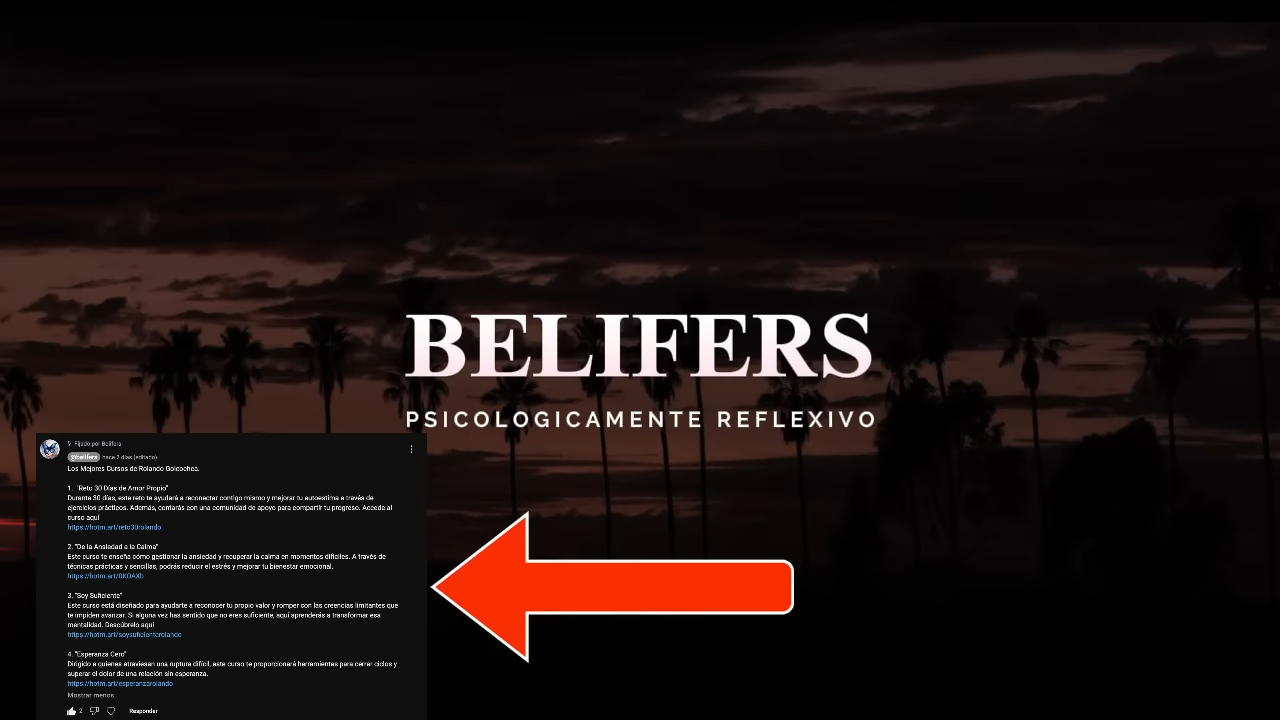 BELIFERS
PSICOLOGICAMENTE REFLEXIVO
Fijado por Belifers
@belifers hace 2 días (editado)
Los Mejores Cursos de Rolando Goicochea.
1. "Reto 30 Días de Amor Propio"
Durante 30 días, este reto te ayudará a reconectar contigo mismo y mejorar tu autoestima a través de
ejercicios prácticos. Además, contarás con una comunidad de apoyo para compartir tu progreso. Accede al
curso aquí
https://hotm.art/reto30rolando
2. "De la Ansiedad a la Calma"
Este curso te enseña cómo gestionar la ansiedad y recuperar la calma en momentos difíciles. A través de
técnicas prácticas y sencillas, podrás reducir el estrés y mejorar tu bienestar emocional.
https://hotm.art/0KOAXb
3. "Soy Suficiente"
Este curso está diseñado para ayudarte a reconocer tu propio valor y romper con las creencias limitantes que
te impiden avanzar. Si alguna vez has sentido que no eres suficiente, aquí aprenderás a transformar esa
mentalidad. Descúbrelo aquí
https://hotm.art/soysuficienterolando
4. "Esperanza Cero"
Dirigido a quienes atraviesan una ruptura difícil, este curso te proporcionará herramientas para cerrar ciclos y
superar el dolor de una relación sin esperanza.
https://hotm.art/esperanzarolando
Mostrar menos
2 Responder